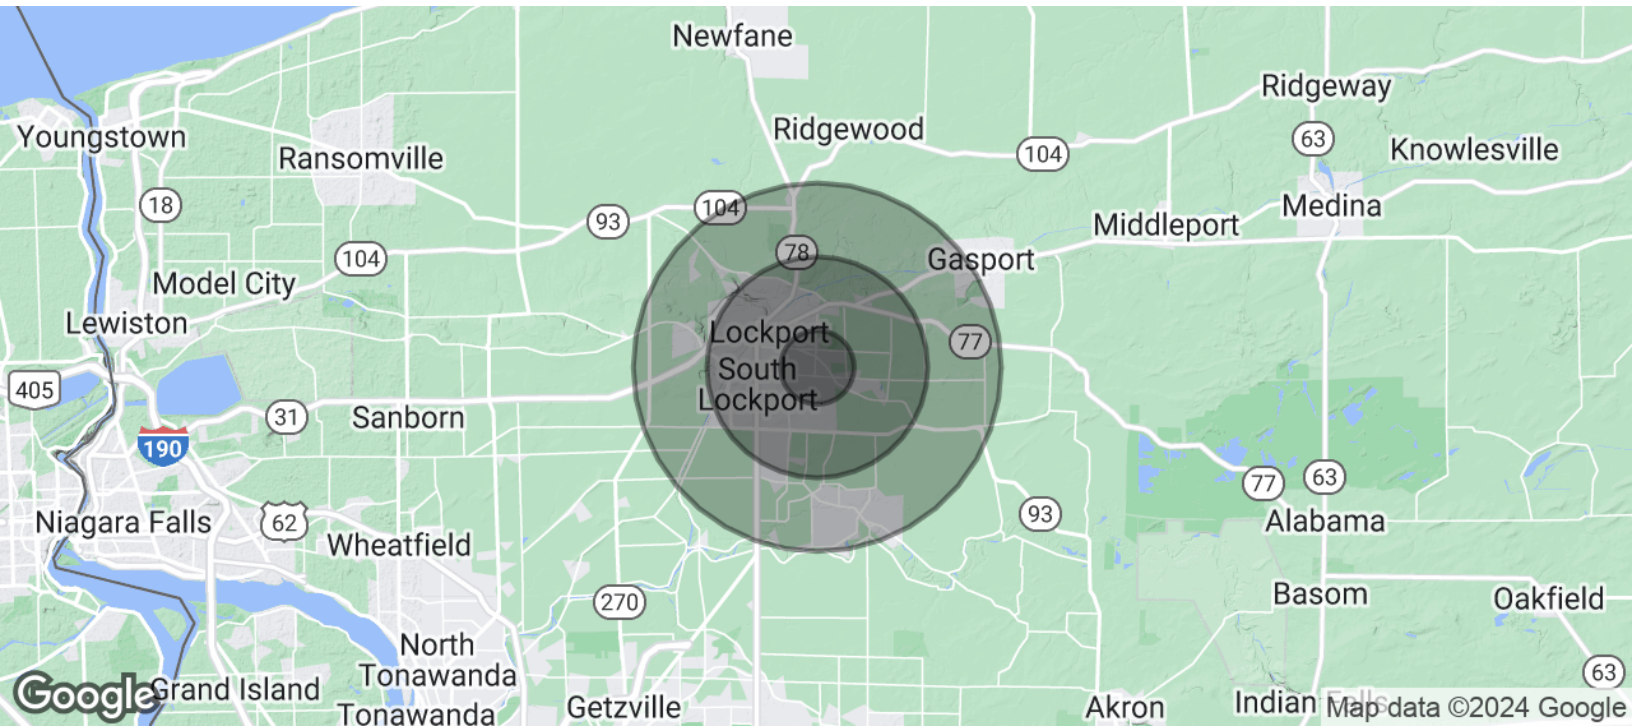 Newfane
Ridgeway
Ridgewood
Youngstown
63
104
Knowlesville
Ransomville
18
104
93
Medina
Middleport
78
104
Gasport
Model City
Lewiston
Lockport
77
405
South
Lockport
31
Sanborn
190
77
63
62
93
Niagara Falls
Alabama
Wheatfield
270
Basom
Oakfield
North
Tonawanda
63
Google
Grand Island
Tonawanda
Getzville
Akron
Indian Falls
Map data ©2024 Google